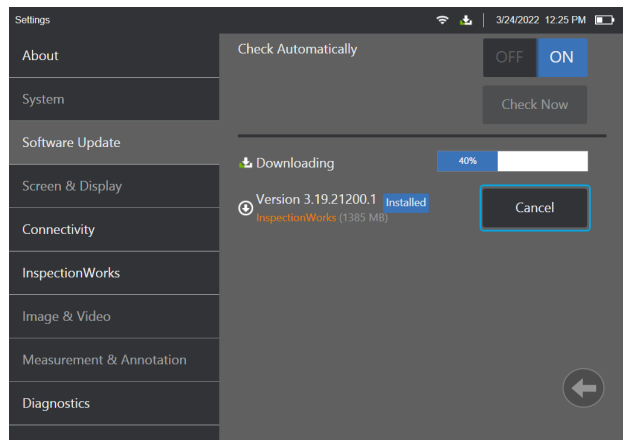 Settings
3/24/2022 12:25 PM
About
System
Software Update
Screen & Display
Connectivity
InspectionWorks
Image & Video
Measurement & Annotation
Diagnostics
Check Automatically
OFF ON
Check Now
Downloading
40%
Version 3.19.21200.1 Installed
InspectionWorks (1385 MB)
Cancel